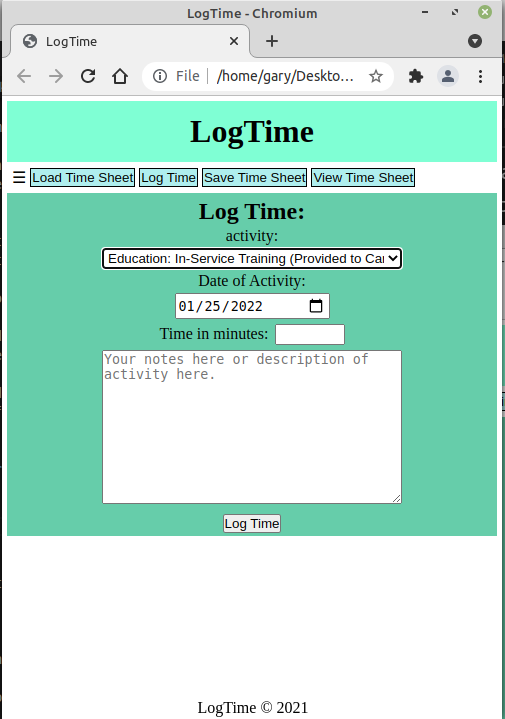 LogTime - Chromium
LogTime
File | /home/gary/Deskto...
LogTime
☰ Load Time Sheet Log Time Save Time Sheet View Time Sheet
Log Time:
activity:
Education: In-Service Training (Provided to Car
Date of Activity:
01/25/2022
Time in minutes:
Your notes here or description of
activity here.
Log Time
LogTime © 2021